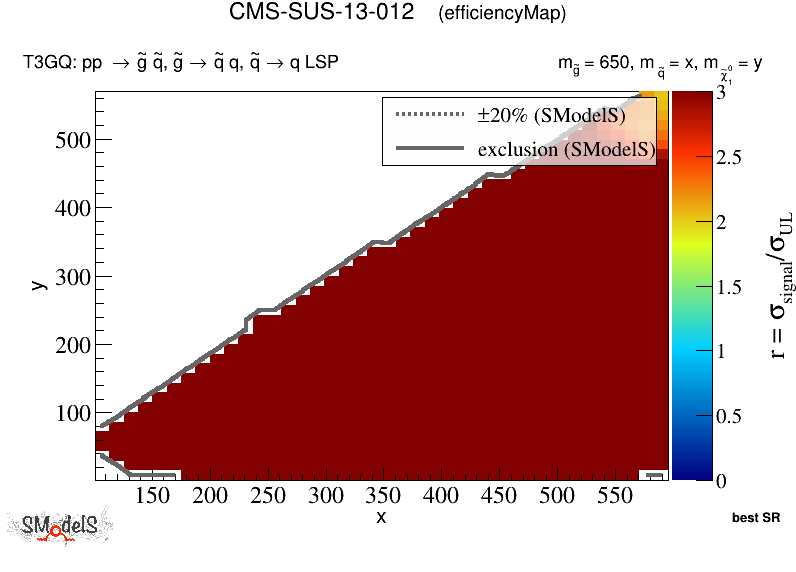 CMS-SUS-13-012 (efficiencyMap)
T3GQ: pp → g̃ q̃, g̃ → q̃ q, q̃ → q LSP
m_g̃ = 650, m_q̃ = x, m_χ̃⁰₁ = y
±20% (SModelS)
exclusion (SModelS)
500
400
300
200
100
y
150 200 250 300 350 400 450 500 550
x
3
2.5
2
1.5
1
0.5
0
r = σ_signal/σ_UL
SModelS
best SR